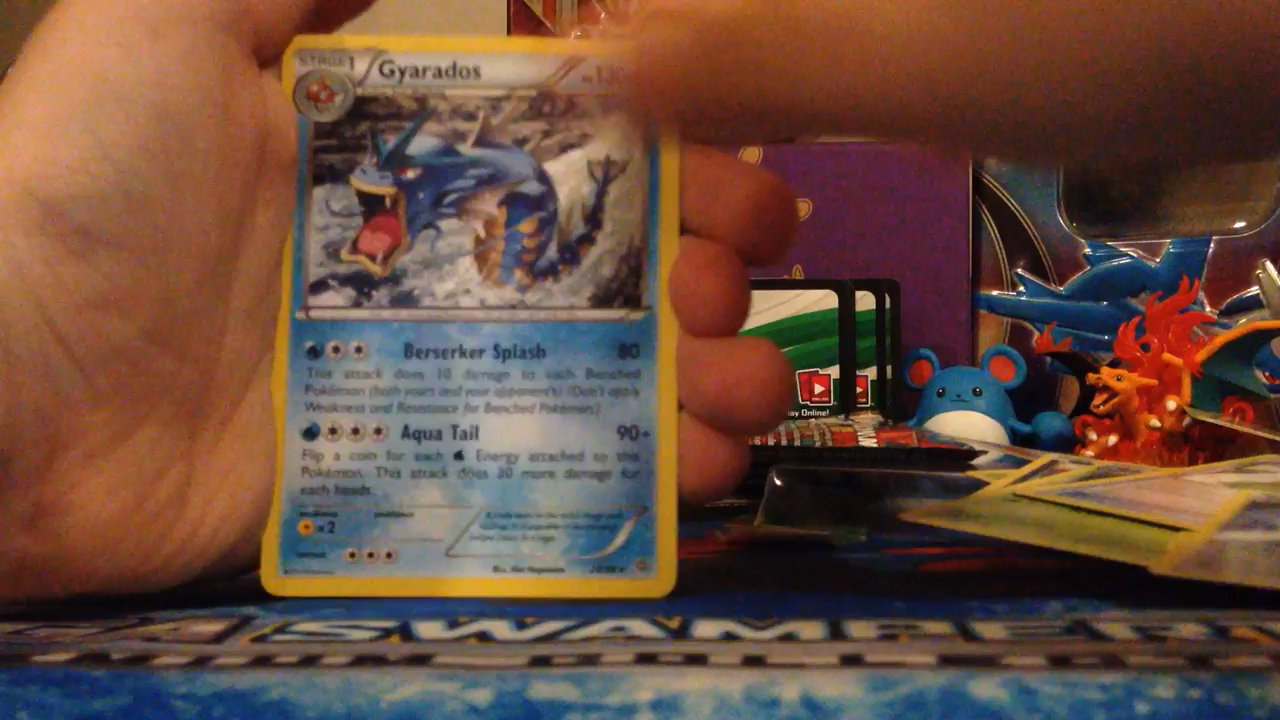 STAGE 1
Gyarados
Berserker Splash 80
This attack does 10 damage to each Benched
Pokémon (both yours and your opponent's). (Don't apply
Weakness and Resistance for Benched Pokémon.)
Aqua Tail 90+
Flip a coin for each Energy attached to this
Pokémon. This attack does 30 more damage for
each heads.
×2
Play Online!
SWAMPERT